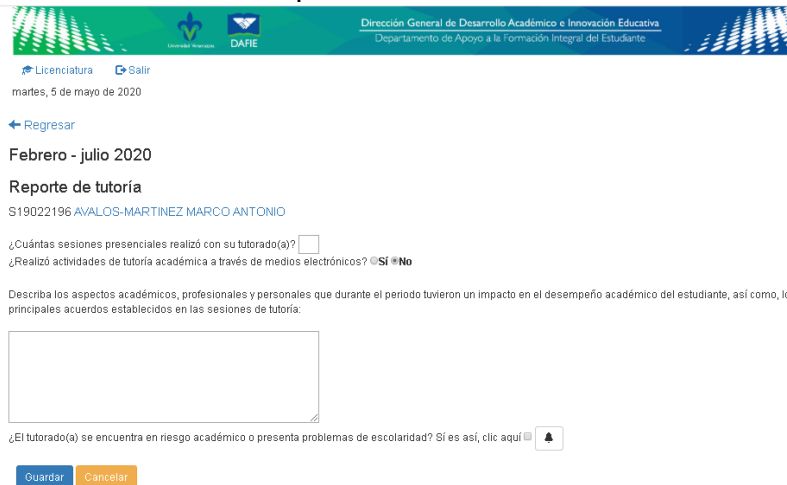 Dirección General de Desarrollo Académico e Innovación Educativa
Universidad Veracruzana
DAFIE
Departamento de Apoyo a la Formación Integral del Estudiante
Licenciatura Salir
martes, 5 de mayo de 2020
Regresar
Febrero - julio 2020
Reporte de tutoría
S19022196 AVALOS-MARTINEZ MARCO ANTONIO
¿Cuántas sesiones presenciales realizó con su tutorado(a)?
¿Realizó actividades de tutoría académica a través de medios electrónicos? Sí No
Describa los aspectos académicos, profesionales y personales que durante el periodo tuvieron un impacto en el desempeño académico del estudiante, así como, lo
principales acuerdos establecidos en las sesiones de tutoría:
¿El tutorado(a) se encuentra en riesgo académico o presenta problemas de escolaridad? Sí es así, clic aquí
Guardar Cancelar